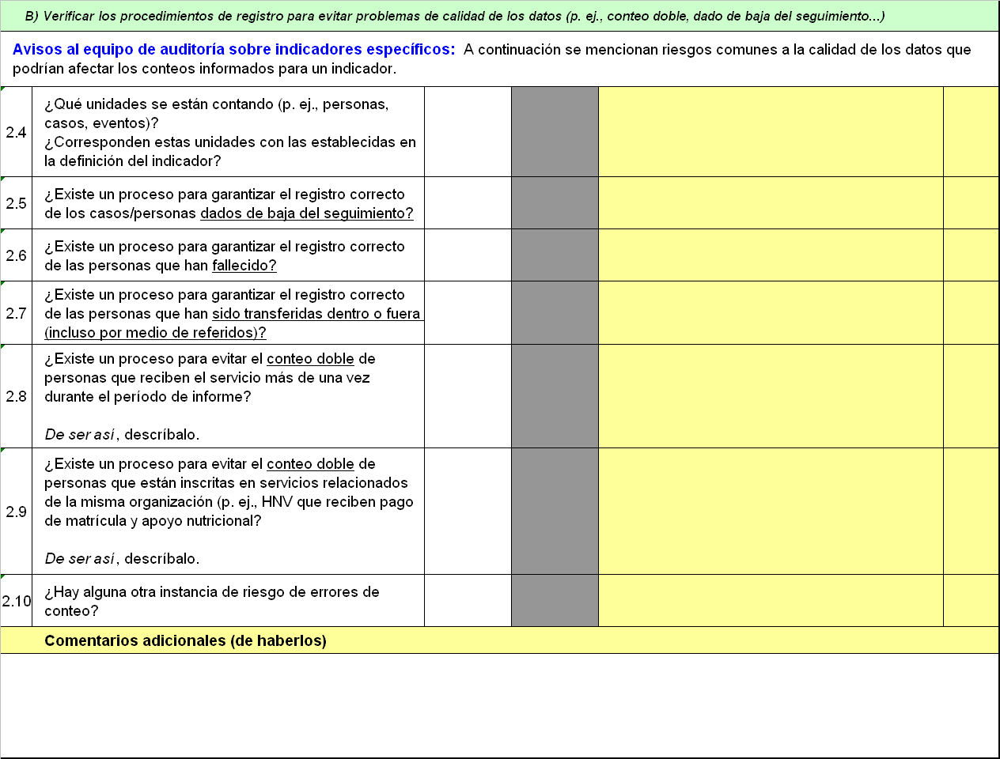 B) Verificar los procedimientos de registro para evitar problemas de calidad de los datos (p. ej., conteo doble, dado de baja del seguimiento...)
Avisos al equipo de auditoría sobre indicadores específicos: A continuación se mencionan riesgos comunes a la calidad de los datos que
podrían afectar los conteos informados para un indicador.
2.4
¿Qué unidades se están contando (p. ej., personas,
casos, eventos)?
¿Corresponden estas unidades con las establecidas en
la definición del indicador?
2.5
¿Existe un proceso para garantizar el registro correcto
de los casos/personas dados de baja del seguimiento?
2.6
¿Existe un proceso para garantizar el registro correcto
de las personas que han fallecido?
2.7
¿Existe un proceso para garantizar el registro correcto
de las personas que han sido transferidas dentro o fuera
(incluso por medio de referidos)?
2.8
¿Existe un proceso para evitar el conteo doble de
personas que reciben el servicio más de una vez
durante el período de informe?
De ser así, descríbalo.
2.9
¿Existe un proceso para evitar el conteo doble de
personas que están inscritas en servicios relacionados
de la misma organización (p. ej., HNV que reciben pago
de matrícula y apoyo nutricional?
De ser así, descríbalo.
2.10
¿Hay alguna otra instancia de riesgo de errores de
conteo?
Comentarios adicionales (de haberlos)